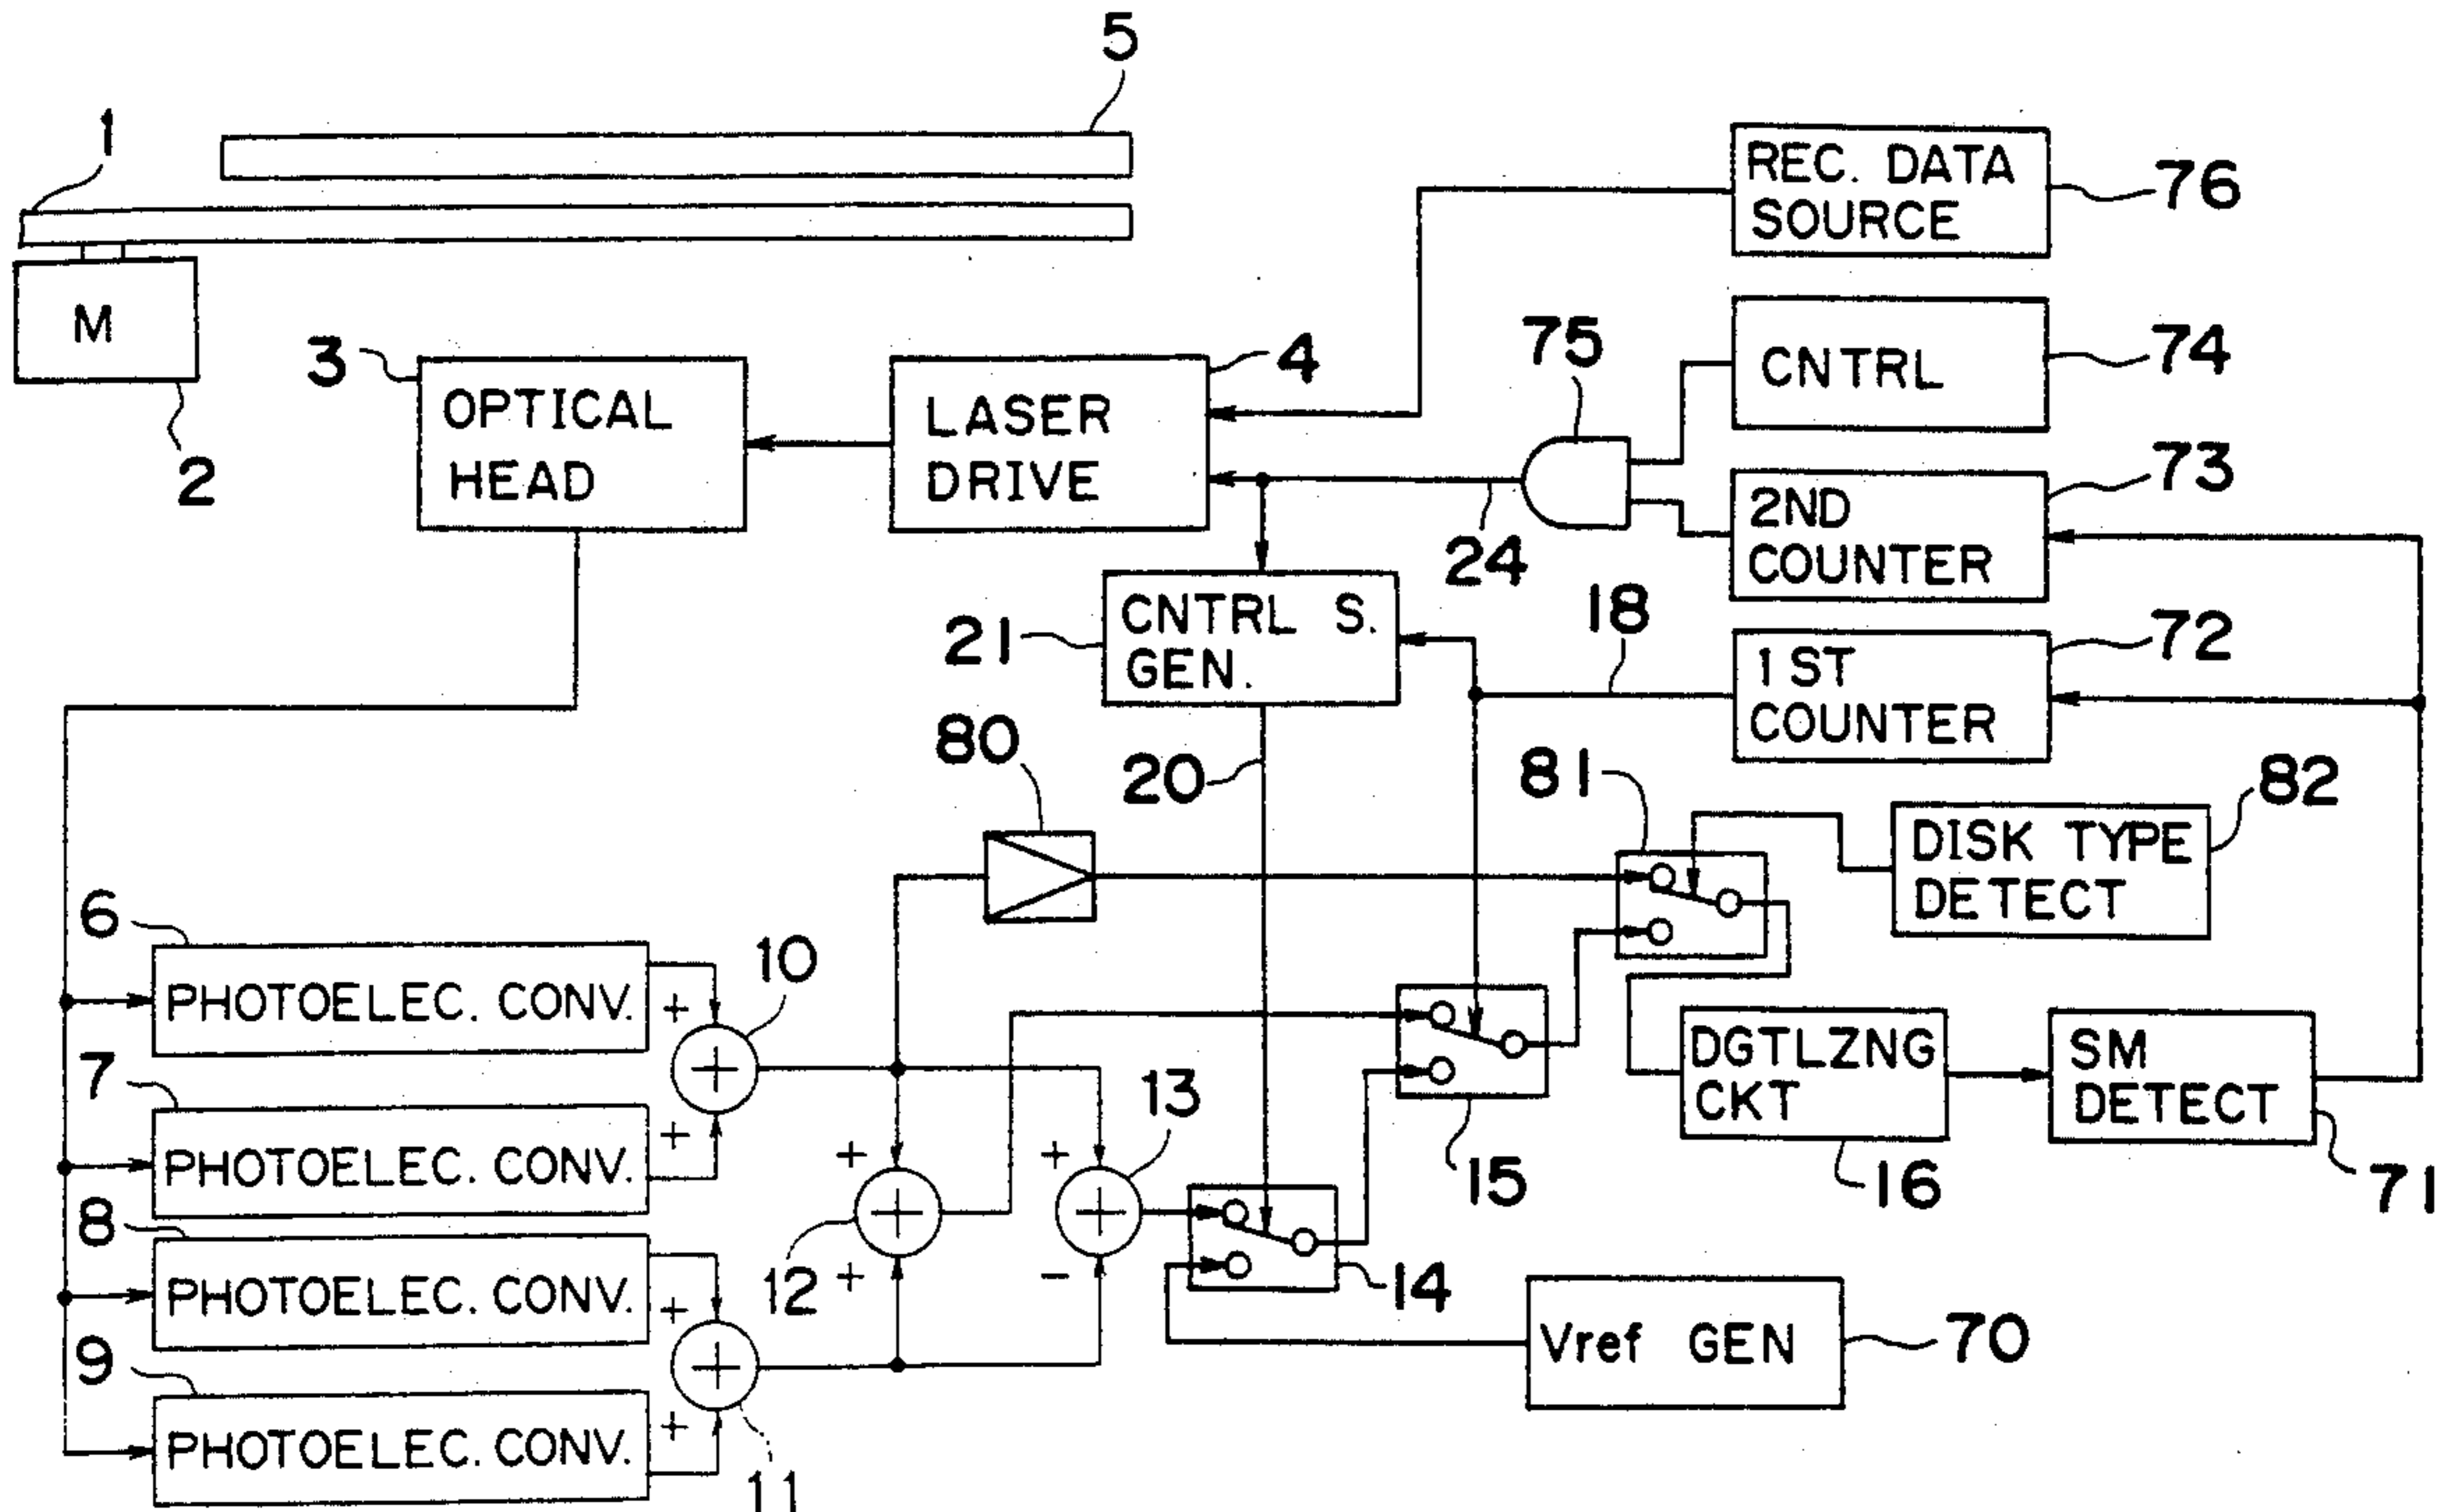 5
1
REC. DATA
SOURCE
76
M
2
3
OPTICAL
HEAD
4
LASER
DRIVE
75
CNTRL
74
24
2ND
COUNTER
73
21
CNTRL S.
GEN.
18
1ST
COUNTER
72
80
20
81
DISK TYPE
DETECT
82
6
PHOTOELEC. CONV.
+
10
+
7
PHOTOELEC. CONV.
+
8
PHOTOELEC. CONV.
+
9
PHOTOELEC. CONV.
+
+
11
+
12
+
+
+
13
-
+
14
15
DGTLZNG
CKT
16
SM
DETECT
71
Vref GEN
70